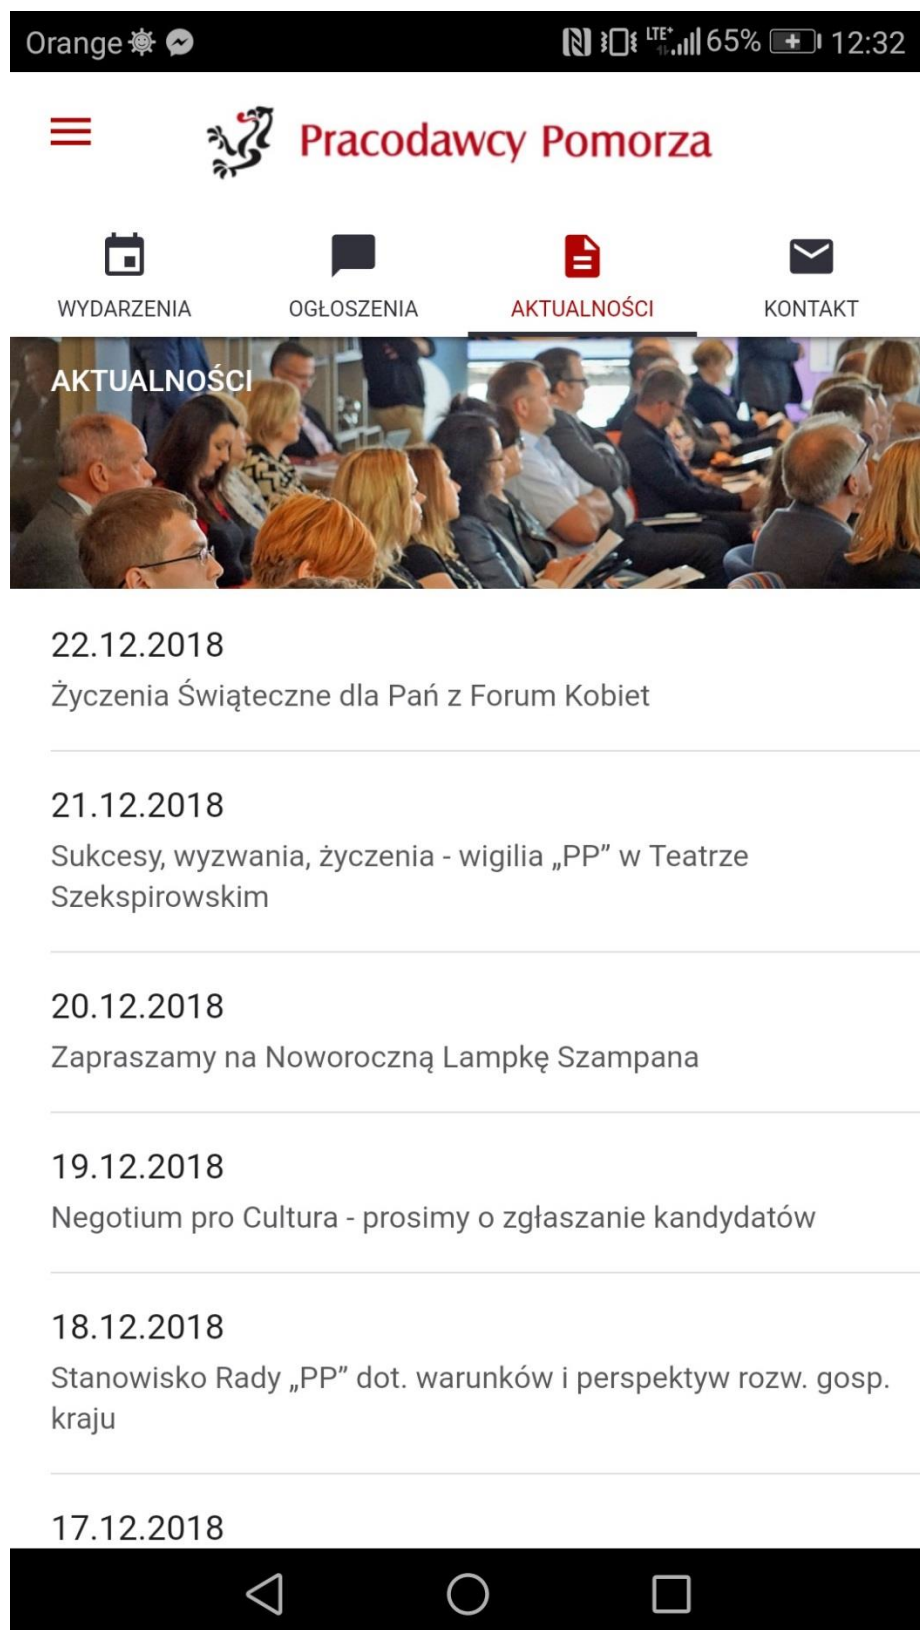 Orange LTE+ 65% 12:32
Pracodawcy Pomorza
WYDARZENIA OGŁOSZENIA AKTUALNOŚCI KONTAKT
AKTUALNOŚCI
22.12.2018
Życzenia Świąteczne dla Pań z Forum Kobiet
21.12.2018
Sukcesy, wyzwania, życzenia - wigilia „PP” w Teatrze
Szekspirowskim
20.12.2018
Zapraszamy na Noworoczną Lampkę Szampana
19.12.2018
Negotium pro Cultura - prosimy o zgłaszanie kandydatów
18.12.2018
Stanowisko Rady „PP” dot. warunków i perspektyw rozw. gosp.
kraju
17.12.2018